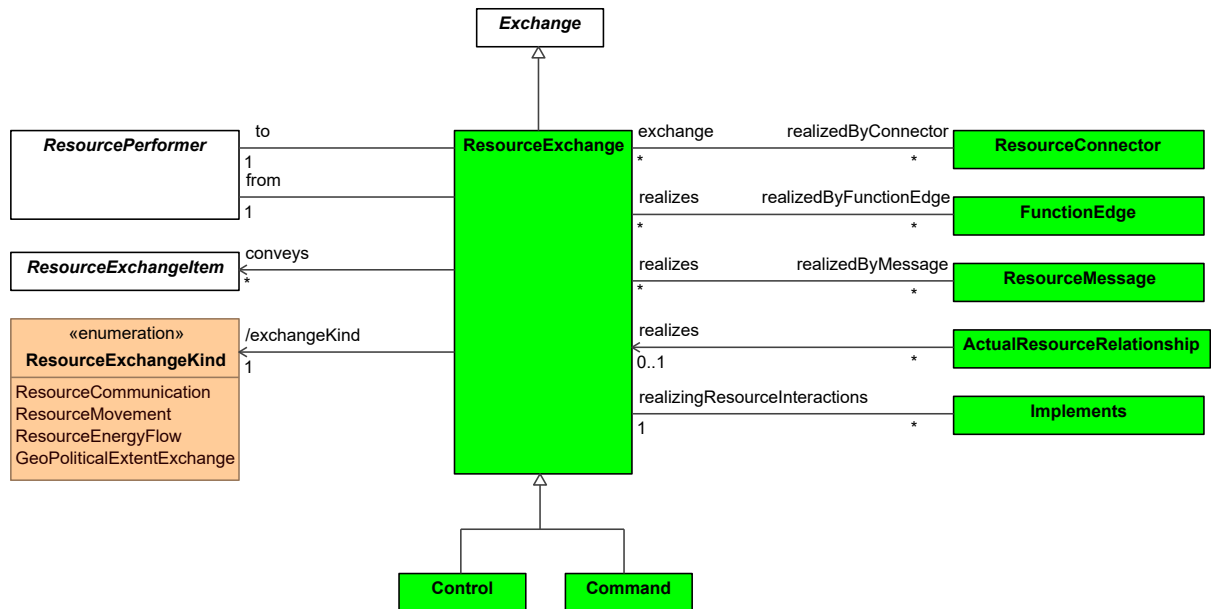 Exchange
ResourcePerformer
to
1
from
1
ResourceExchange
exchange
realizedByConnector
*
*
ResourceConnector
realizes
realizedByFunctionEdge
*
*
FunctionEdge
ResourceExchangeItem
conveys
*
realizes
realizedByMessage
*
*
ResourceMessage
«enumeration»
ResourceExchangeKind
ResourceCommunication
ResourceMovement
ResourceEnergyFlow
GeoPoliticalExtentExchange
/exchangeKind
1
realizes
0..1
*
ActualResourceRelationship
realizingResourceInteractions
1
*
Implements
Control
Command